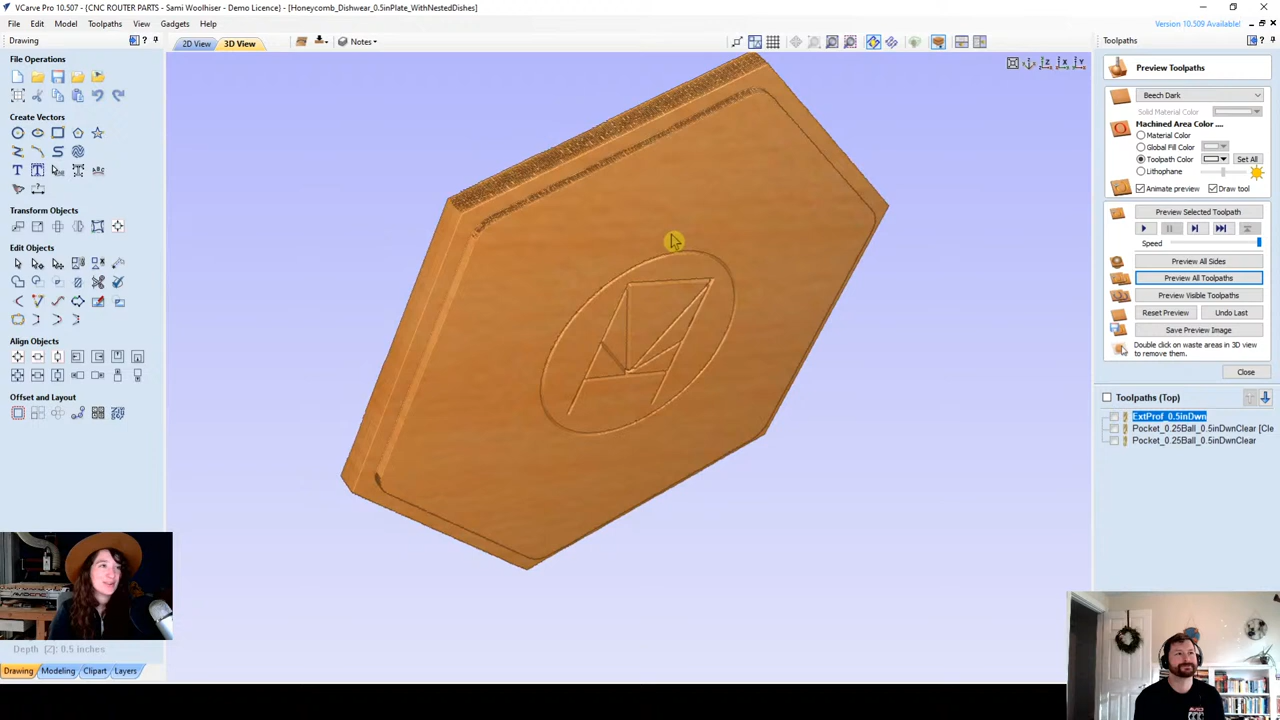 VCarve Pro 10.507 - {CNC ROUTER PARTS - Sami Woolhiser - Demo Licence} - [Honeycomb_Dishwear_0.5inPlate_WithNestedDishes]
File Edit Model Toolpaths View Gadgets Help
Version 10.509 Available!
Drawing
2D View 3D View Notes
Toolpaths
File Operations
Create Vectors
Transform Objects
Edit Objects
Align Objects
Offset and Layout
Depth (Z): 0.5 inches
Drawing Modeling Clipart Layers
Z X Y
Preview Toolpaths
Beech Dark
Solid Material Color
Machined Area Color ....
Material Color
Global Fill Color
Toolpath Color Set All
Lithophane
Animate preview Draw tool
Preview Selected Toolpath
Speed
Preview All Sides
Preview All Toolpaths
Preview Visible Toolpaths
Reset Preview Undo Last
Save Preview Image
Double click on waste areas in 3D view
to remove them.
Close
Toolpaths (Top)
ExtProf_0.5inDwn
Pocket_0.25Ball_0.5inDwnClear [Cle
Pocket_0.25Ball_0.5inDwnClear